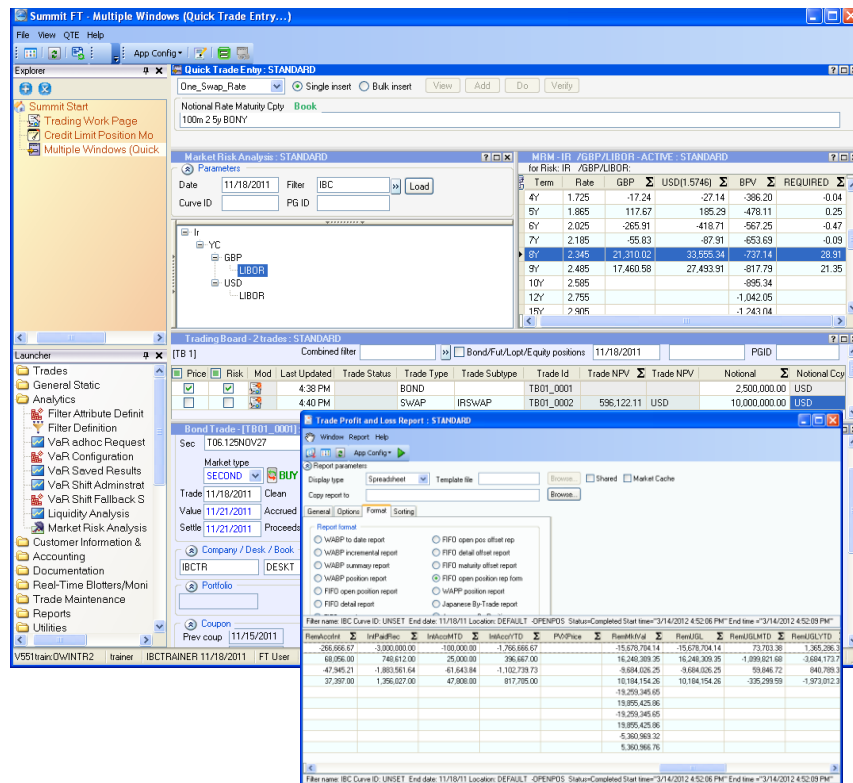 Summit FT - Multiple Windows (Quick Trade Entry...)
File View QTE Help
App Config
Explorer
Summit Start
Trading Work Page
Credit Limit Position Mo
Multiple Windows (Quick
Quick Trade Entry : STANDARD
One_Swap_Rate Single insert Bulk insert View Add Do Verify
Notional Rate Maturity Cpty Book
100m 2 5y BONY
Market Risk Analysis : STANDARD
Parameters
Date 11/18/2011 Filter IBC Load
Curve ID PG ID
Ir
YC
GBP
LIBOR
USD
LIBOR
MRM - IR /GBP/LIBOR - ACTIVE : STANDARD
for Risk: IR /GBP/LIBOR:
Term Rate GBP Σ USD(1.5746) Σ BPV Σ REQUIRED Σ
4Y 1.725 -17.24 -27.14 -386.20 -0.04
5Y 1.865 117.67 185.29 -478.11 0.25
6Y 2.025 -265.91 -418.71 -567.25 -0.47
7Y 2.185 -55.83 -87.91 -653.69 -0.09
8Y 2.345 21,310.02 33,555.34 -737.14 28.91
9Y 2.485 17,460.58 27,493.91 -817.79 21.35
10Y 2.585 -895.34
12Y 2.755 -1,042.05
15Y 2.905 -1,243.04
Trading Board - 2 trades : STANDARD
[TB 1] Combined filter Bond/Fut/Lopt/Equity positions 11/18/2011 PGID
Price Risk Mod Last Updated Trade Status Trade Type Trade Subtype Trade Id Trade NPV Σ Trade NPV Notional Σ Notional Ccy
4:38 PM BOND TB01_0001 2,500,000.00 USD
4:40 PM SWAP IRSWAP TB01_0002 596,122.11 USD 10,000,000.00 USD
Launcher
Trades
General Static
Analytics
Filter Attribute Definit
Filter Definition
VaR adhoc Request
VaR Configuration
VaR Saved Results
VaR Shift Adminstrat
VaR Shift Fallback S
Liquidity Analysis
Market Risk Analysis
Customer Information &
Accounting
Documentation
Real-Time Blotters/Moni
Trade Maintenance
Reports
Utilities
Bond Trade - [TB01_0001]
Sec T06.125NOV27
Market type
SECOND BUY
Trade 11/18/2011 Clean
Value 11/21/2011 Accrued
Settle 11/21/2011 Proceeds
Company / Desk / Book
IBCTR DESKT
Portfolio
Coupon
Prev coup 11/15/2011
V551train:OWINTR2 trainer IBCTRAINER 11/18/2011 FT User
Trade Profit and Loss Report : STANDARD
Window Report Help
App Config
Report parameters
Display type Spreadsheet Template file Browse... Shared Market Cache
Copy report to Browse...
General Options Format Sorting
Report format
WABP to date report FIFO open pos offset rep
WABP incremental report FIFO detail offset report
WABP summary report FIFO maturity offset report
WABP position report FIFO open position rep form
FIFO open position report WAPP position report
FIFO detail report Japanese By-Trade report
Filter name: IBC Curve ID: UNSET End date: 11/18/11 Location: DEFAULT -OPENPOS Status=Completed Start time="3/14/2012 4:52:06 PM" End time ="3/14/2012 4:52:09 PM"
RemAccInt Σ IntPaidRec Σ IntAccMTD Σ IntAccYTD Σ PVXPrice Σ RemMktVal Σ RemUGL Σ RemUGLMTD Σ RemUGLYTD Σ
-266,666.67 -3,000,000.00 -100,000.00 -1,766,666.67 -15,678,704.14 -15,678,704.14 73,703.38 1,365,286.3
68,056.00 748,612.00 25,000.00 396,667.00 16,248,309.35 16,248,309.35 -1,099,821.68 -3,684,173.7
-47,945.21 -1,883,561.64 -61,643.84 -1,102,739.73 -9,684,026.25 -9,684,026.25 59,846.72 840,789.3
37,397.00 1,356,027.00 47,808.00 817,705.00 10,184,154.26 10,184,154.26 -335,299.59 -1,973,012.3
-19,259,345.65
19,855,425.86
-19,259,345.65
19,855,425.86
-5,360,969.32
5,360,966.76
Filter name: IBC Curve ID: UNSET End date: 11/18/11 Location: DEFAULT -OPENPOS Status=Completed Start time="3/14/2012 4:52:06 PM" End time ="3/14/2012 4:52:09 PM"